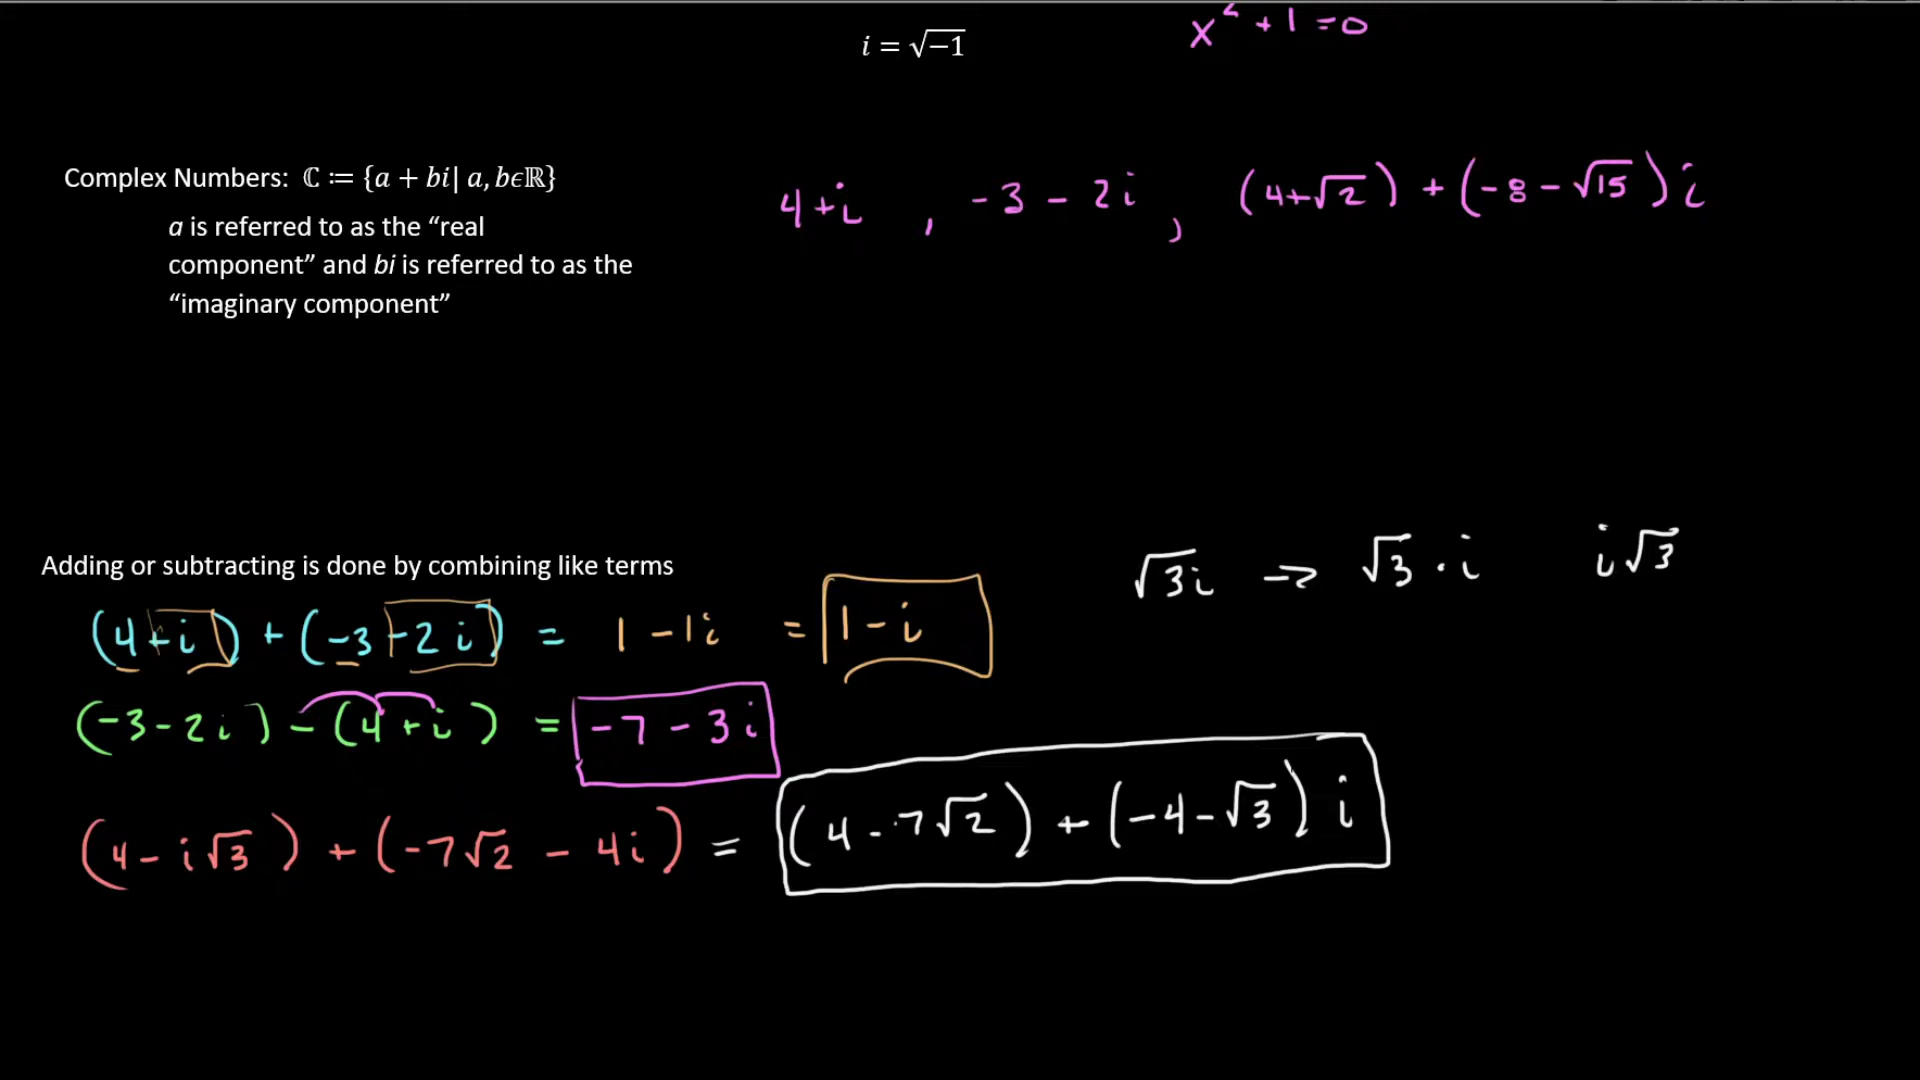 i = √−1
x² + 1 = 0
Complex Numbers: ℂ ≔ {a + bi| a, bϵℝ}
a is referred to as the “real
component” and bi is referred to as the
“imaginary component”
4+i , -3 - 2i , (4+√2) + (-8 - √15)i
Adding or subtracting is done by combining like terms
√3i → √3 · i i√3
(4+i) + (-3-2i) = 1 - 1i = 1 - i
(-3-2i) - (4+i) = -7 - 3i
(4 - i√3) + (-7√2 - 4i) = (4 - 7√2) + (-4-√3)i